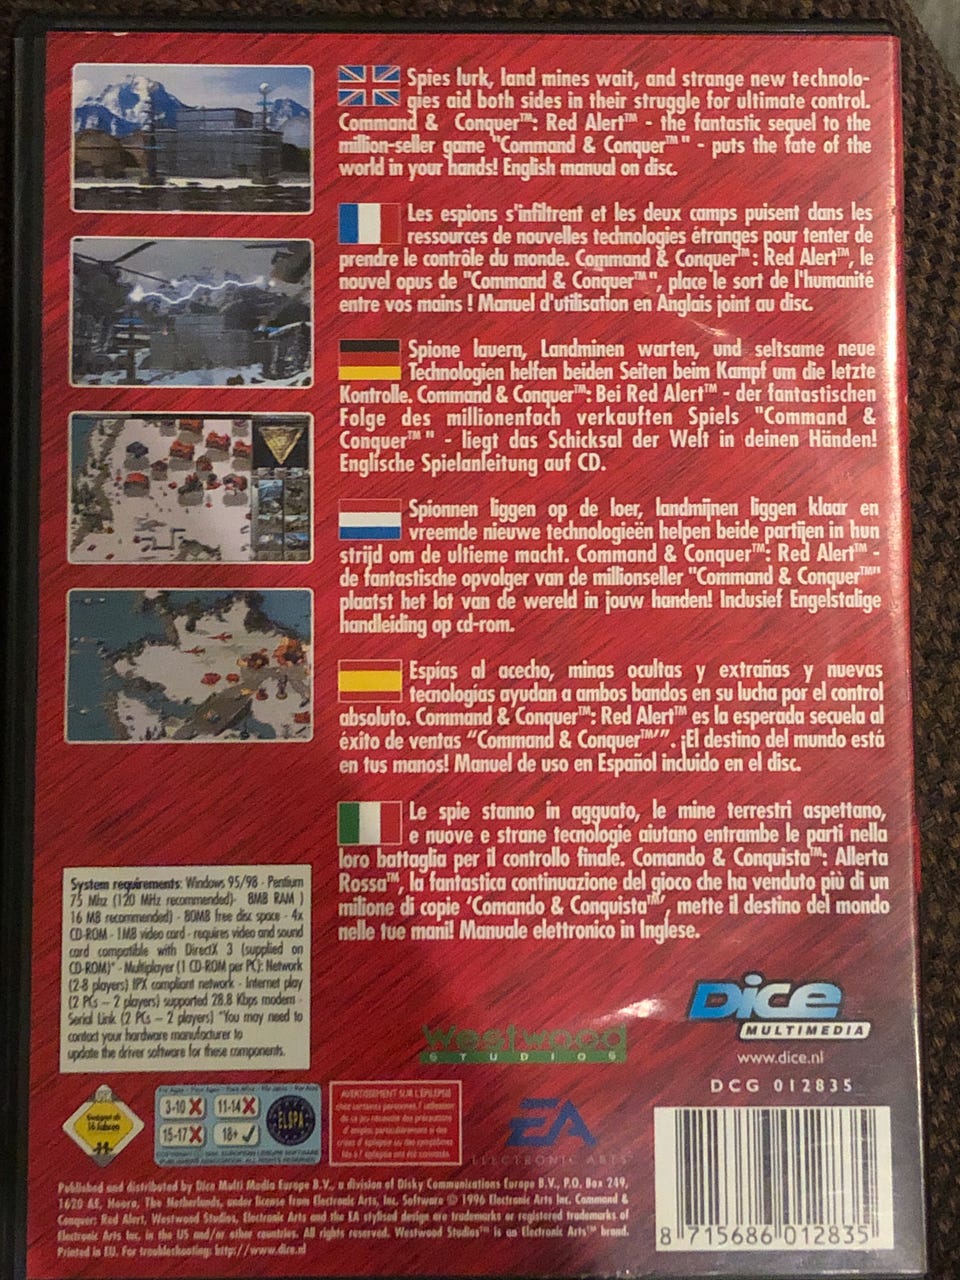 Spies lurk, land mines wait, and strange new technolo-
gies aid both sides in their struggle for ultimate control.
Command & Conquer™: Red Alert™ - the fantastic sequel to the
million-seller game "Command & Conquer™" - puts the fate of the
world in your hands! English manual on disc.
Les espions s'infiltrent et les deux camps puisent dans les
ressources de nouvelles technologies étranges pour tenter de
prendre le contrôle du monde. Command & Conquer™: Red Alert™, le
nouvel opus de "Command & Conquer™", place le sort de l'humanité
entre vos mains ! Manuel d'utilisation en Anglais joint au disc.
Spione lauern, Landminen warten, und seltsame neue
Technologien helfen beiden Seiten beim Kampf um die letzte
Kontrolle. Command & Conquer™: Bei Red Alert™ - der fantastischen
Folge des millionenfach verkauften Spiels "Command &
Conquer™" - liegt das Schicksal der Welt in deinen Händen!
Englische Spielanleitung auf CD.
Spionnen liggen op de loer, landmijnen liggen klaar en
vreemde nieuwe technologieën helpen beide partijen in hun
strijd om de ultieme macht. Command & Conquer™: Red Alert™ -
de fantastische opvolger van de millionseller "Command & Conquer™"
plaatst het lot van de wereld in jouw handen! Inclusief Engelstalige
handleiding op cd-rom.
Espías al acecho, minas ocultas y extrañas y nuevas
tecnologías ayudan a ambos bandos en su lucha por el control
absoluto. Command & Conquer™: Red Alert™ es la esperada secuela al
éxito de ventas “Command & Conquer™”. ¡El destino del mundo está
en tus manos! Manuel de uso en Español incluido en el disc.
Le spie stanno in agguato, le mine terrestri aspettano,
e nuove e strane tecnologie aiutano entrambe le parti nella
loro battaglia per il controllo finale. Comando & Conquista™: Allerta
Rossa™, la fantastica continuazione del gioco che ha venduto più di un
milione di copie ‘Comando & Conquista™’, mette il destino del mondo
nelle tue mani! Manuale elettronico in Inglese.
System requirements: Windows 95/98 - Pentium
75 Mhz (120 MHz recommended)- 8MB RAM )
16 MB recommended) - 80MB free disc space - 4x
CD-ROM - 1MB video card - requires video and sound
card compatible with DirectX 3 (supplied on
CD-ROM)* - Multiplayer (1 CD-ROM per PC): Network
(2-8 players) IPX compliant network - Internet play
(2 PCs – 2 players) supported 28.8 Kbps modem -
Serial Link (2 PCs – 2 players) *You may need to
contact your hardware manufacturer to
update the driver software for these components.
Westwood
STUDIOS
Dice
MULTIMEDIA
www.dice.nl
DCG 012835
Geeignet ab
16 Jahren
3-10 11-14
15-17 18+
ELSPA
AVERTISSEMENT SUR L'ÉPILEPSIE
EA
ELECTRONIC ARTS
Published and distributed by Dice Multi Media Europe B.V., a division of Disky Communications Europe B.V., P.O. Box 249,
1620 AE, Hoorn, The Netherlands, under license from Electronic Arts, Inc. Software © 1996 Electronic Arts Inc. Command &
Conquer: Red Alert, Westwood Studios, Electronic Arts and the EA stylised design are trademarks or registered trademarks of
Electronic Arts Inc. in the US and/or other countries. All rights reserved. Westwood Studios™ is an Electronic Arts™ brand.
Printed in EU. For troubleshooting: http://www.dice.nl
8 715686 012835